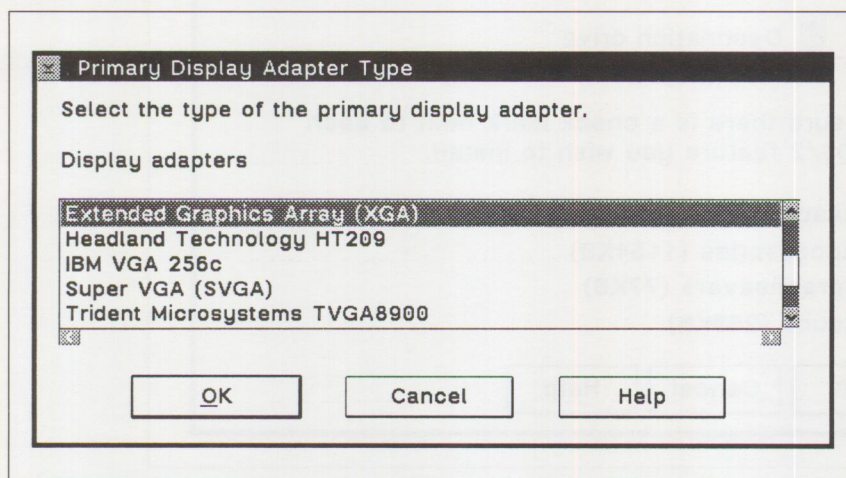 Primary Display Adapter Type
Select the type of the primary display adapter.
Display adapters
Extended Graphics Array (XGA)
Headland Technology HT209
IBM VGA 256c
Super VGA (SVGA)
Trident Microsystems TVGA8900
OK
Cancel
Help